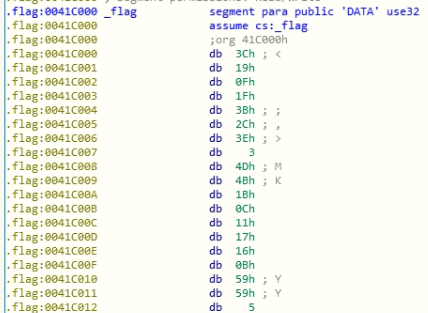 .flag:0041C000 _flag segment para public 'DATA' use32
.flag:0041C000 assume cs:_flag
.flag:0041C000 ;org 41C000h
.flag:0041C000 db 3Ch ; <
.flag:0041C001 db 19h
.flag:0041C002 db 0Fh
.flag:0041C003 db 1Fh
.flag:0041C004 db 3Bh ; ;
.flag:0041C005 db 2Ch ; ,
.flag:0041C006 db 3Eh ; >
.flag:0041C007 db 3
.flag:0041C008 db 4Dh ; M
.flag:0041C009 db 4Bh ; K
.flag:0041C00A db 1Bh
.flag:0041C00B db 0Ch
.flag:0041C00C db 11h
.flag:0041C00D db 17h
.flag:0041C00E db 16h
.flag:0041C00F db 0Bh
.flag:0041C010 db 59h ; Y
.flag:0041C011 db 59h ; Y
.flag:0041C012 db 5